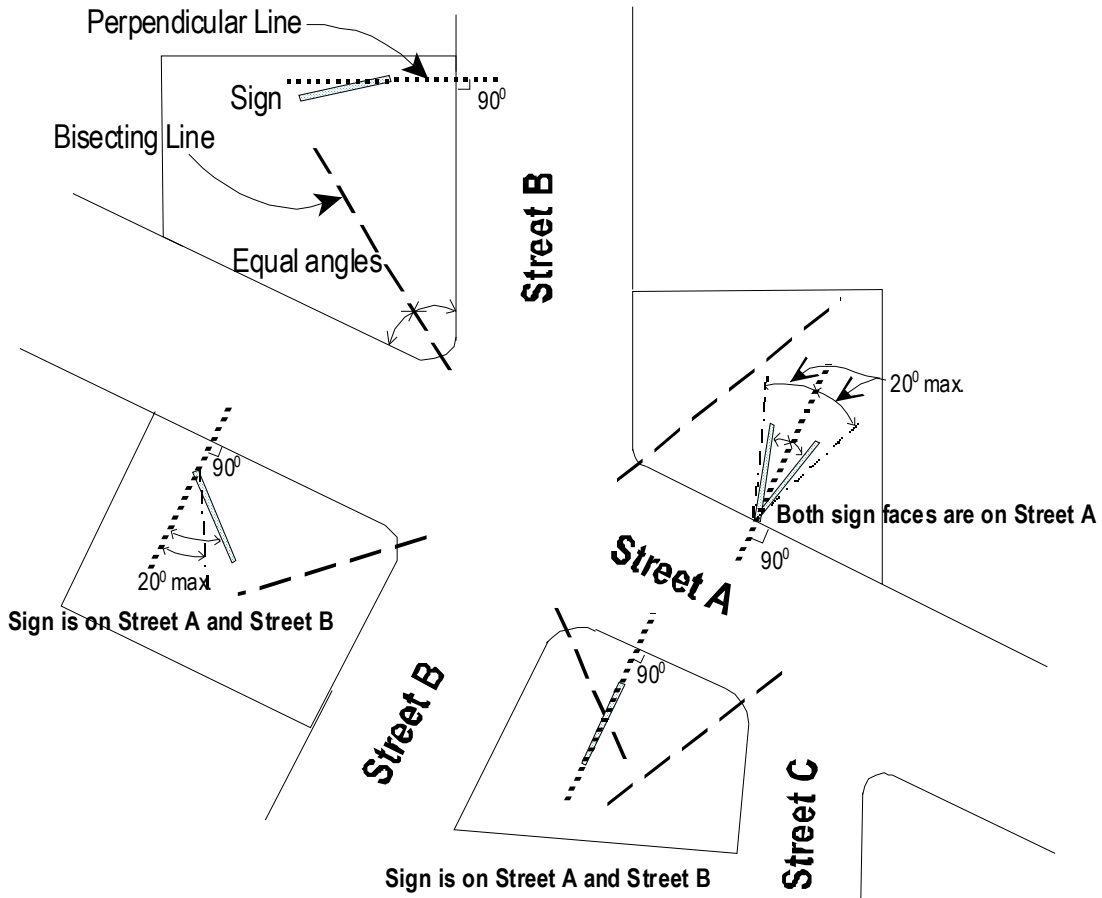 Perpendicular Line
Sign
90⁰
Bisecting Line
Street B
Equal angles
20⁰ max.
90⁰
Both sign faces are on Street A
90⁰
Street A
20⁰ max.
Sign is on Street A and Street B
90⁰
Street B
Street C
Sign is on Street A and Street B